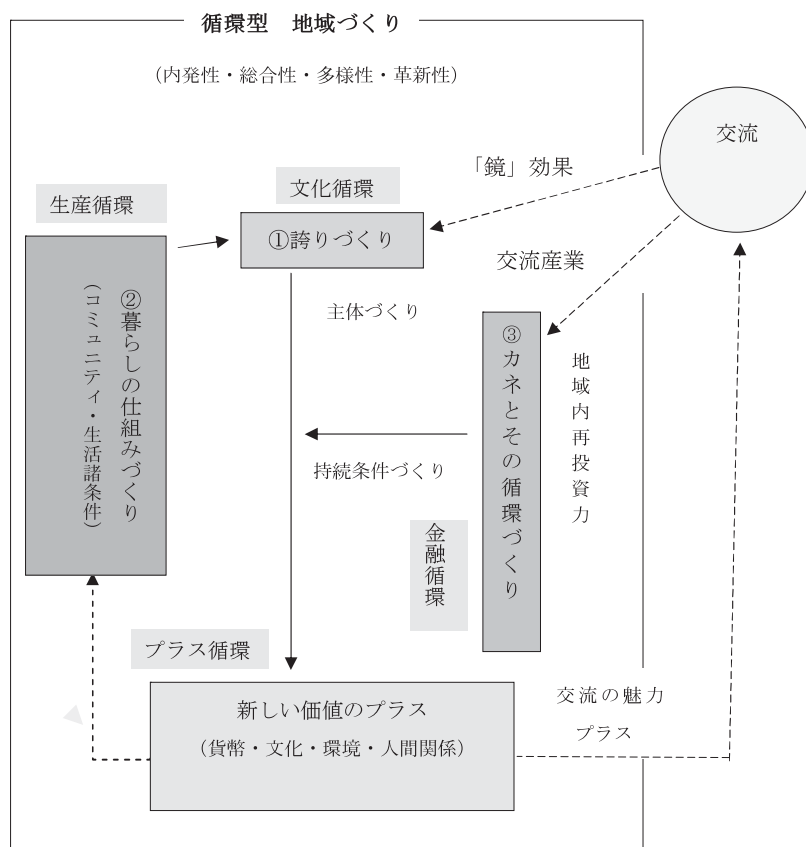 循環型　地域づくり
（内発性・総合性・多様性・革新性）
交流
「鏡」効果
文化循環
生産循環
①誇りづくり
交流産業
②暮らしの仕組みづくり
（コミュニティ・生活諸条件）
主体づくり
③カネとその循環づくり
地域内再投資力
持続条件づくり
金融循環
プラス循環
新しい価値のプラス
（貨幣・文化・環境・人間関係）
交流の魅力
プラス